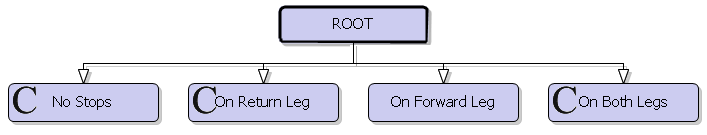 ROOT
C No Stops
C On Return Leg
On Forward Leg
C On Both Legs